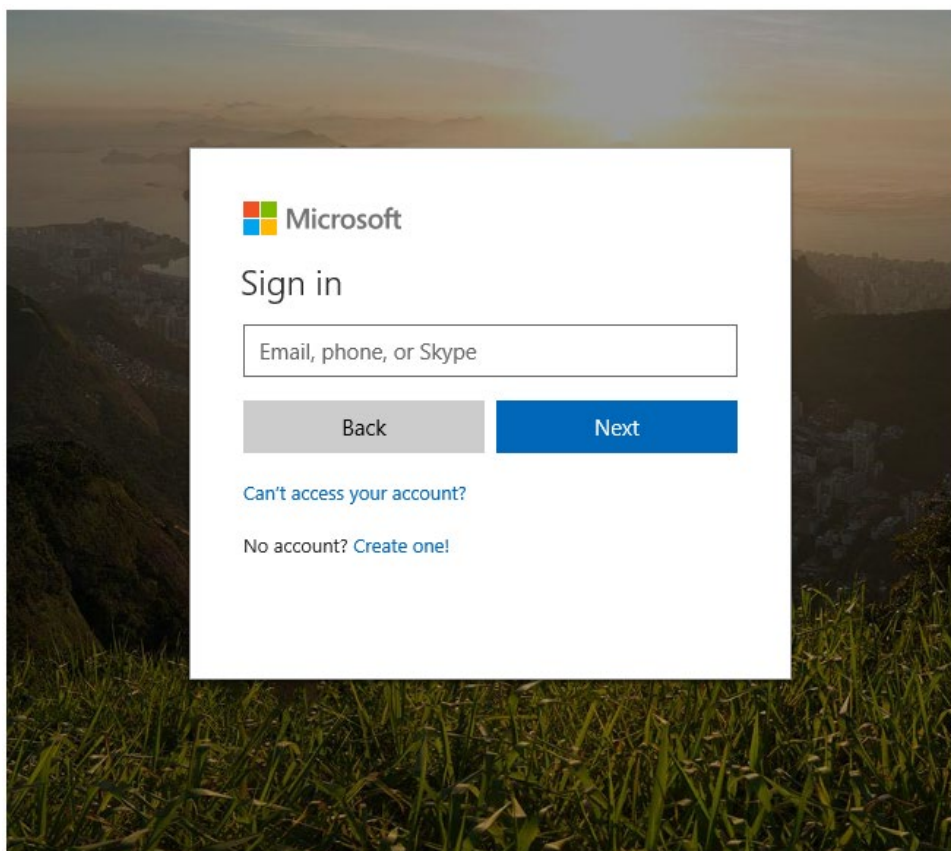 Microsoft
Sign in
Email, phone, or Skype
Back Next
Can't access your account?
No account? Create one!